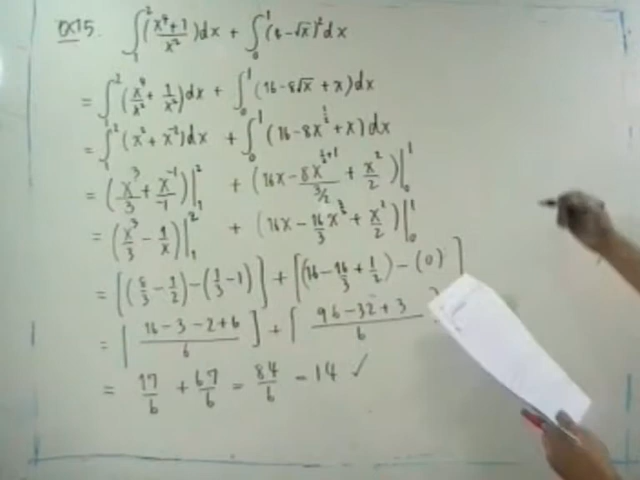 EX15. ∫₁² (x⁴+1/x²)dx + ∫₀¹ (4-√x)²dx
= ∫₁² (x⁴/x² + 1/x²)dx + ∫₀¹ (16-8√x + x)dx
= ∫₁² (x² + x⁻²)dx + ∫₀¹ (16-8x^½ + x)dx
= (x³/3 + x⁻¹/-1)|₁² + (16x - 8x^(½+1)/(3/2) + x²/2)|₀¹
= (x³/3 - 1/x)|₁² + (16x - 16/3 x^(3/2) + x²/2)|₀¹
= [(8/3 - 1/2) - (1/3 - 1)] + [(16 - 16/3 + 1/2) - (0)]
= [16-3-2+6/6] + [96-32+3/6]
= 17/6 + 67/6 = 84/6 = 14 ✓